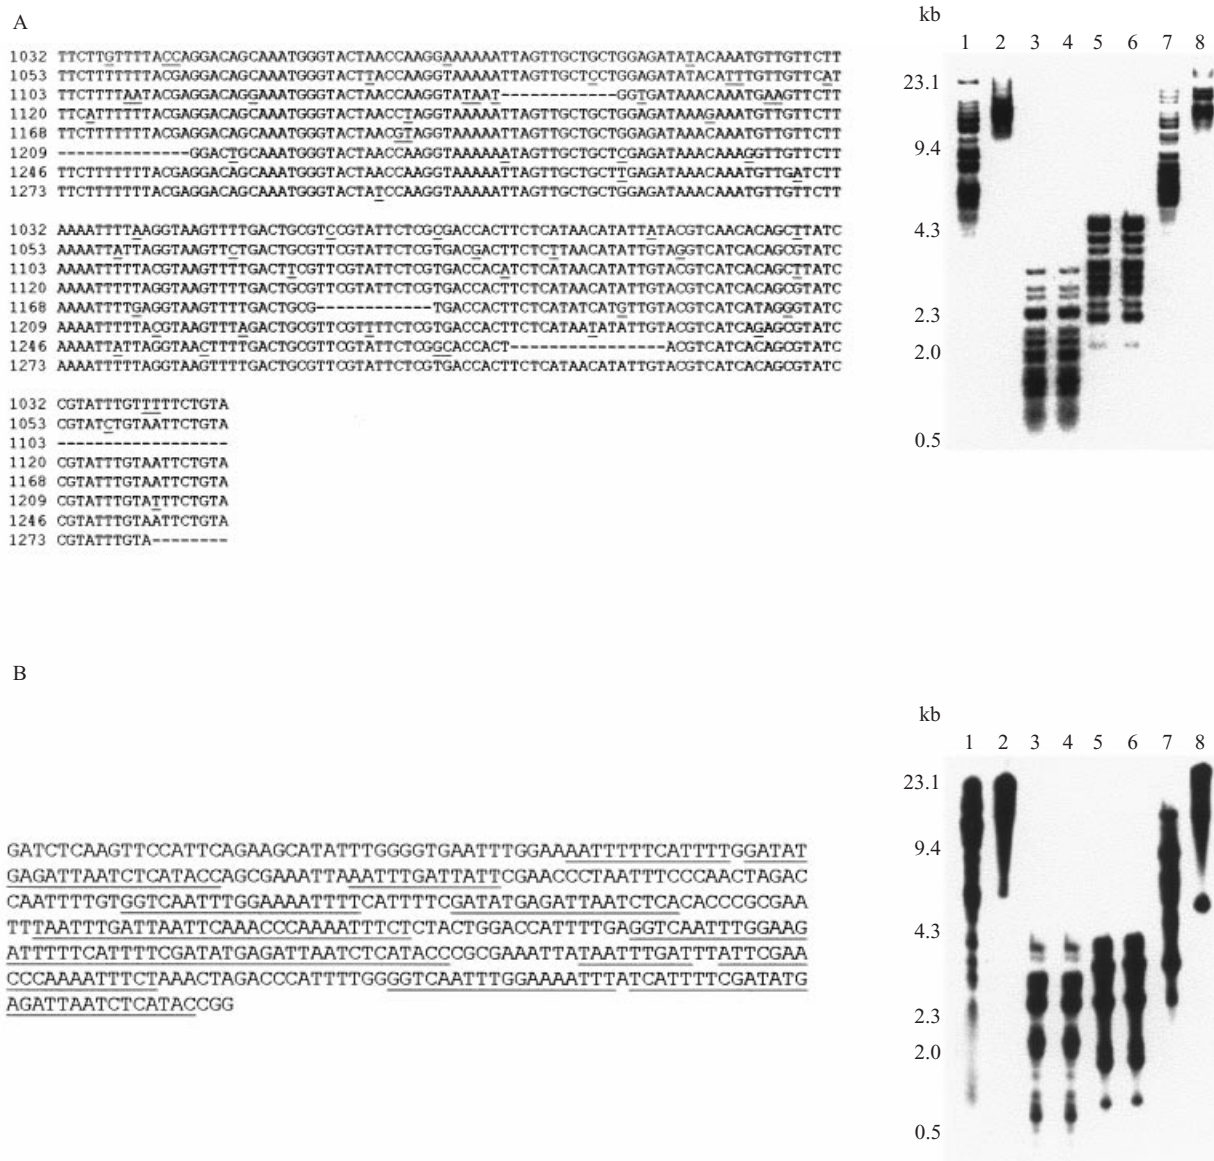 A
1032 TTCTTGTTTTACCAGGACAGCAAATGGGTACTAACCAAGGAAAAAATTAGTTGCTGCTGGAGATATACAAATGTTGTTCTT
1053 TTCTTTTTTTACGAGGACAGCAAATGGGTACTTACCAAGGTAAAAATTAGTTGCTCCTGGAGATATACATTTGTTGTTCAT
1103 TTCTTTTAATACGAGGACAGGAAATGGGTACTAACCAAGGTATAAT------------GGTGATAAACAAATGAAGTTCTT
1120 TTCATTTTTTTACGAGGACAGCAAATGGGTACTAACCTAGGTAAAAATTAGTTGCTGCTGGAGATAAAGAAATGTTGTTCTT
1168 TTCTTTTTTTACGAGGACAGCAAATGGGTACTAACGTAGGTAAAAATTAGTTGCTGCTGGAGATAAACAAATGTTGTTCTT
1209 --------------GGACTGCAAATGGGTACTAACCAAGGTAAAAAATAGTTGCTGCTCGAGATAAACAAAGGTTGTTCTT
1246 TTCTTTTTTTACGAGGACAGCAAATGGGTACTAACCAAGGTAAAAATTAGTTGCTGCTTGAGATAAACAAATGTTGATCTT
1273 TTCTTTTTTTACGAGGACAGCAAATGGGTACTATCCAAGGTAAAAATTAGTTGCTGCTGGAGATAAACAAATGTTGTTCTT
1032 AAAATTTTAAGGTAAGTTTTGACTGCGTCCGTATTCTCGCGACCACTTCTCATAACATATTATACGTCAACACAGCTTATC
1053 AAAATTATTAGGTAAGTTCTGACTGCGTTCGTATTCTCGTGACGACTTCTCTTAACATATTGTAGGTCATCACAGCGTATC
1103 AAAATTTTTACGTAAGTTTTGACTTCGTTCGTATTCTCGTGACCACATCTCATAACATATTGTACGTCATCACAGCTTATC
1120 AAAATTTTTAGGTAAGTTTTGACTGCGTTCGTATTCTCGTGACCACTTCTCATAACATATTGTACGTCATCACAGCGTATC
1168 AAAATTTTGAGGTAAGTTTTGACTGCG------------TGACCACTTCTCATATCATGTTGTACGTCATCATAGGGTATC
1209 AAAATTTTTACGTAAGTTTAGACTGCGTTCGTTTTCTCGTGACCACTTCTCATAATATATTGTACGTCATCAGAGCGTATC
1246 AAAATTATTAGGTAACTTTTGACTGCGTTCGTATTCTCGGCACCACT----------------ACGTCATCACAGCGTATC
1273 AAAATTTTTAGGTAAGTTTTGACTGCGTTCGTATTCTCGTGACCACTTCTCATAACATATTGTACGTCATCACAGCGTATC
1032 CGTATTTGTTTTTCTGTA
1053 CGTATCTGTAATTCTGTA
1103 ------------------
1120 CGTATTTGTAATTCTGTA
1168 CGTATTTGTAATTCTGTA
1209 CGTATTTGTATTTCTGTA
1246 CGTATTTGTAATTCTGTA
1273 CGTATTTGTA--------
kb
1 2 3 4 5 6 7 8
23.1
9.4
4.3
2.3
2.0
0.5
B
GATCTCAAGTTCCATTCAGAAGCATATTTGGGGTGAATTTGGAAAATTTTTCATTTTGGATAT
GAGATTAATCTCATACCAGCGAAATTAAATTTGATTATTCGAACCCTAATTTCCCAACTAGAC
CAATTTTGTGGTCAATTTGGAAAATTTTCATTTTCGATATGAGATTAATCTCACACCCGCGAA
TTTAATTTGATTAATTCAAACCCAAAATTTCTCTACTGGACCATTTTGAGGTCAATTTGGAAG
ATTTTTCATTTTCGATATGAGATTAATCTCATACCCGCGAAATTATAATTTGATTTATTCGAA
CCCAAAATTTCTAAACTAGACCCATTTTGGGGTCAATTTGGAAAATTTATCATTTTCGATATG
AGATTAATCTCATACCGG
kb
1 2 3 4 5 6 7 8
23.1
9.4
4.3
2.3
2.0
0.5